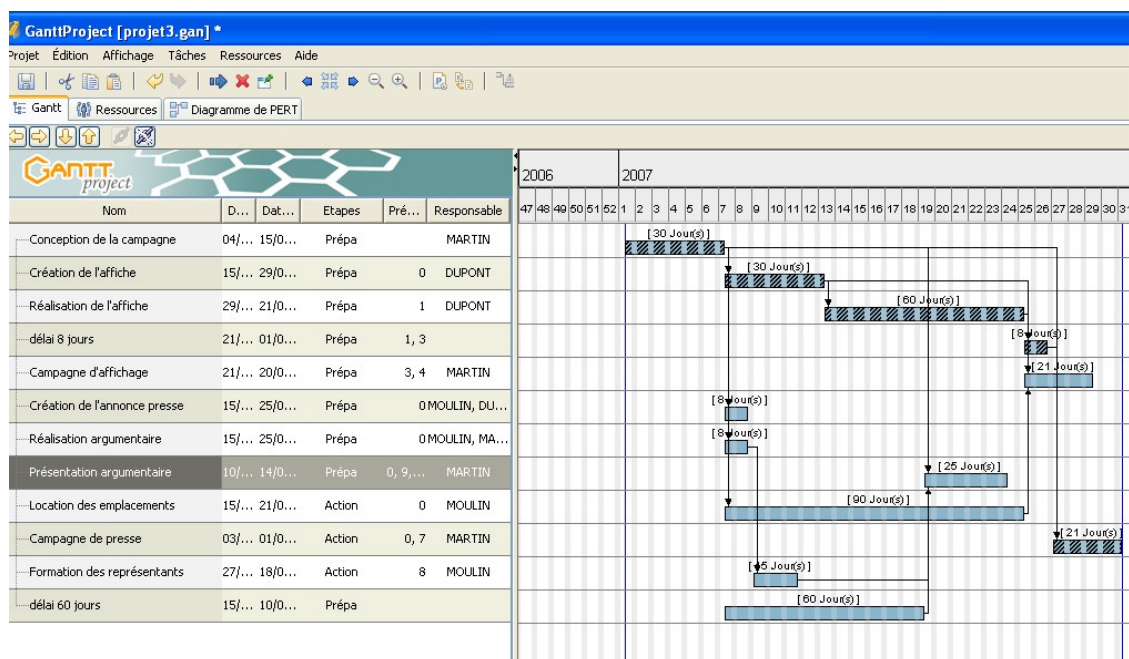 GanttProject [projet3.gan] *
Projet Édition Affichage Tâches Ressources Aide
Gantt Ressources Diagramme de PERT
GANTT project
2006 2007
Nom D... Dat... Etapes Pré... Responsable 47 48 49 50 51 52 1 2 3 4 5 6 7 8 9 10 11 12 13 14 15 16 17 18 19 20 21 22 23 24 25 26 27 28 29 30 31
Conception de la campagne 04/... 15/0... Prépa MARTIN [ 30 Jour(s) ]
Création de l'affiche 15/... 29/0... Prépa 0 DUPONT [ 30 Jour(s) ]
Réalisation de l'affiche 29/... 21/0... Prépa 1 DUPONT [ 60 Jour(s) ]
délai 8 jours 21/... 01/0... Prépa 1, 3 [ 8 Jour(s) ]
Campagne d'affichage 21/... 20/0... Prépa 3, 4 MARTIN [ 21 Jour(s) ]
Création de l'annonce presse 15/... 25/0... Prépa 0 MOULIN, DU... [ 8 Jour(s) ]
Réalisation argumentaire 15/... 25/0... Prépa 0 MOULIN, MA... [ 8 Jour(s) ]
Présentation argumentaire 10/... 14/0... Prépa 0, 9,... MARTIN [ 25 Jour(s) ]
Location des emplacements 15/... 21/0... Action 0 MOULIN [ 90 Jour(s) ]
Campagne de presse 03/... 01/0... Action 0, 7 MARTIN [ 21 Jour(s) ]
Formation des représentants 27/... 18/0... Action 8 MOULIN [ 15 Jour(s) ]
délai 60 jours 15/... 10/0... Prépa [ 60 Jour(s) ]